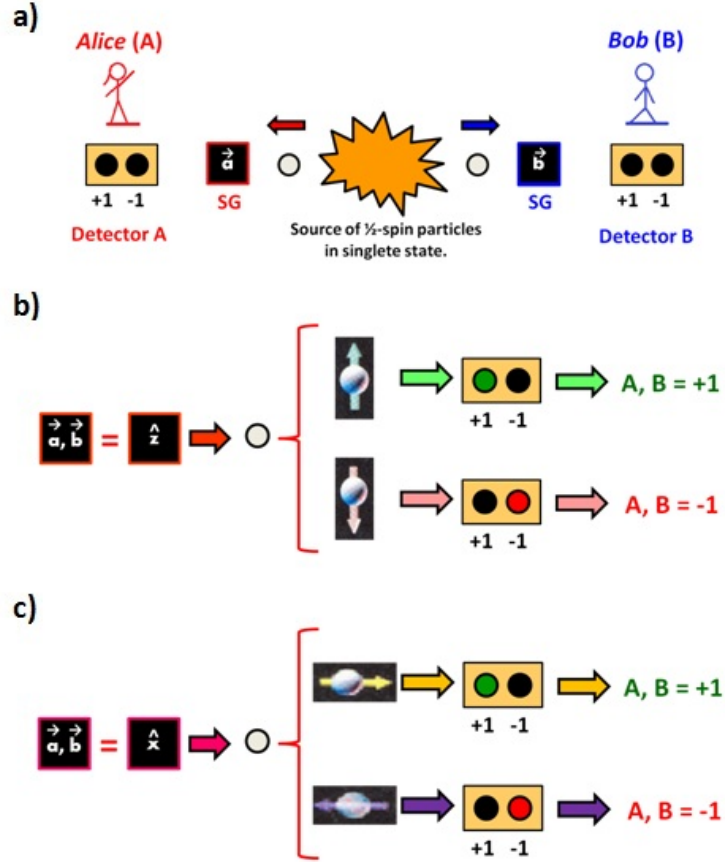 a)
Alice (A)
Bob (B)
a
b
+1 -1
SG
SG
+1 -1
Detector A
Source of ½-spin particles
in singlete state.
Detector B
b)
a, b = ẑ
+1 -1
A, B = +1
+1 -1
A, B = -1
c)
a, b = x̂
+1 -1
A, B = +1
+1 -1
A, B = -1